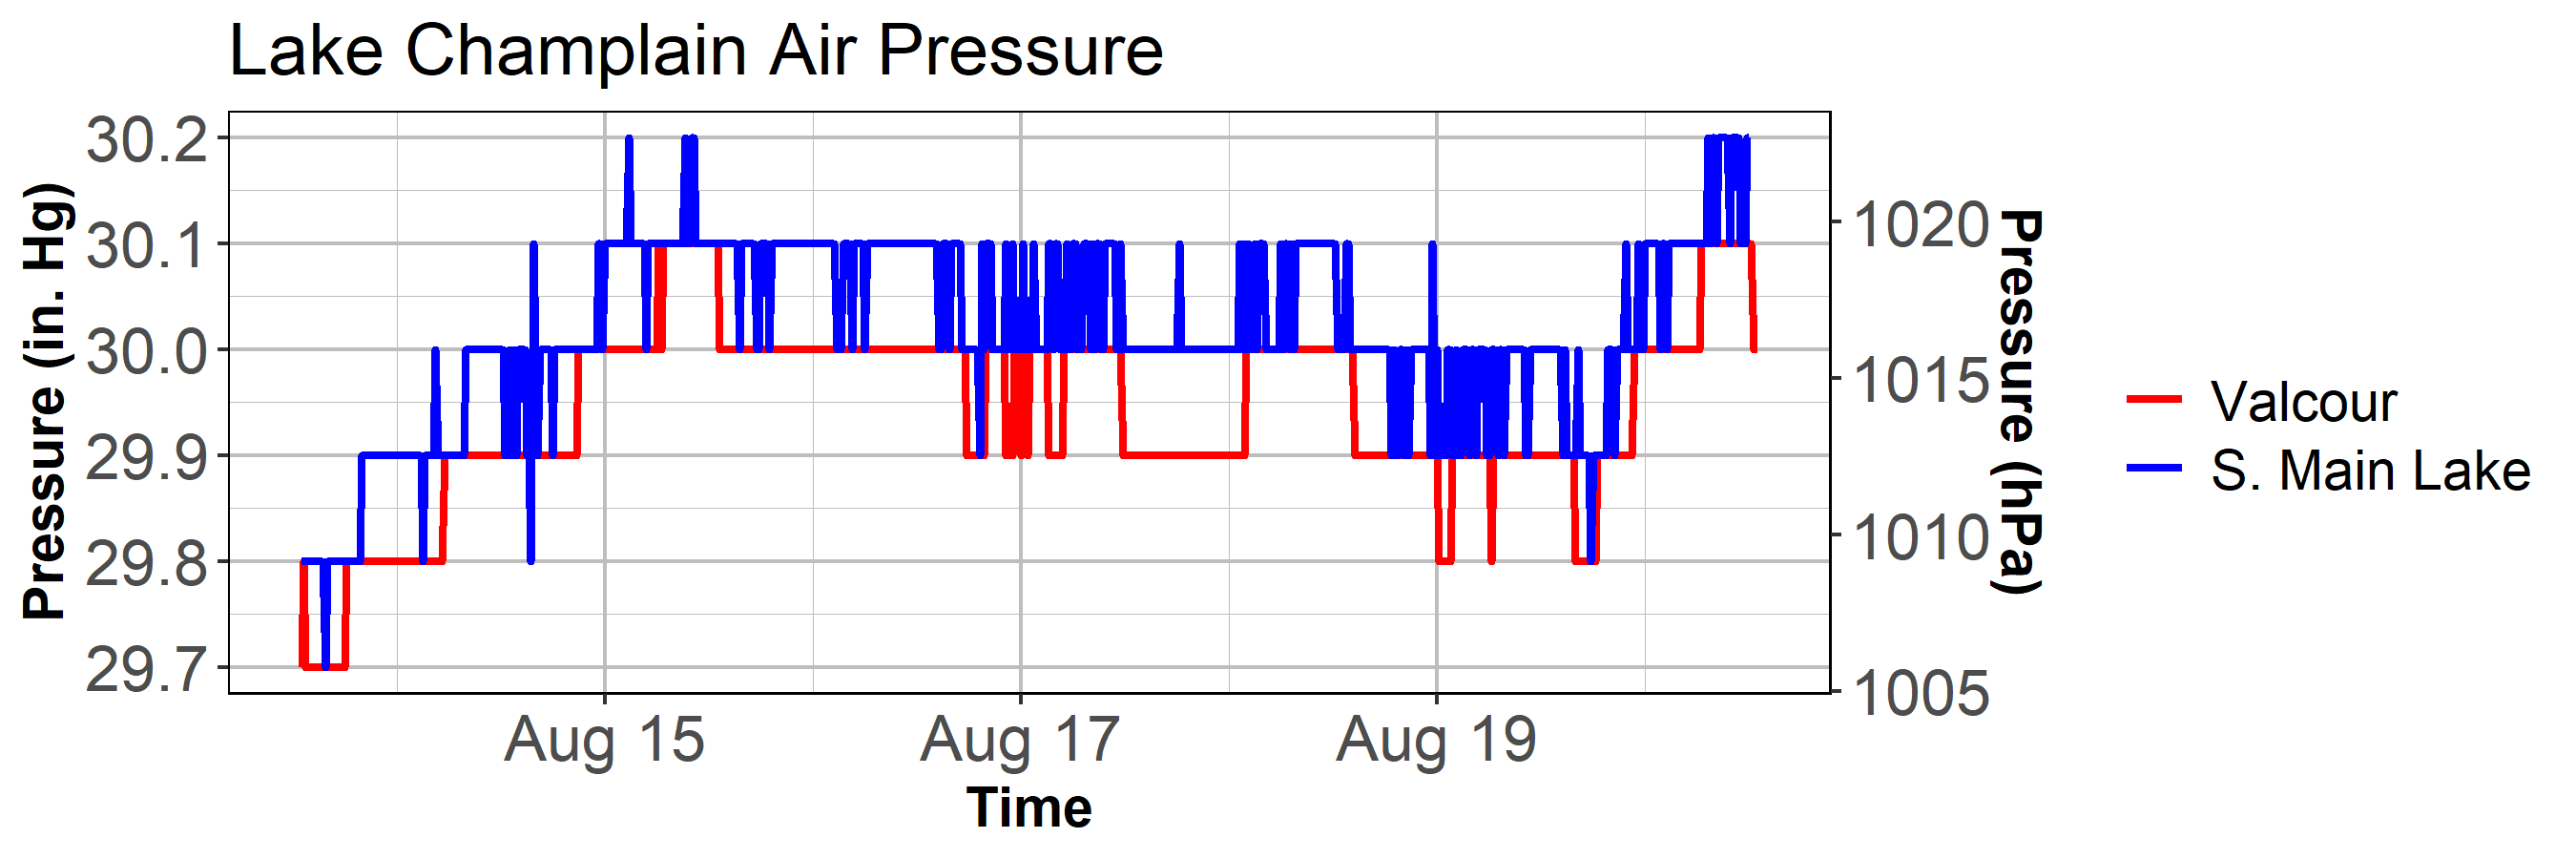 Lake Champlain Air Pressure
Pressure (in. Hg)
30.2
30.1
30.0
29.9
29.8
29.7
1020
1015
1010
1005
Pressure (hPa)
Aug 15
Aug 17
Aug 19
Time
Valcour
S. Main Lake